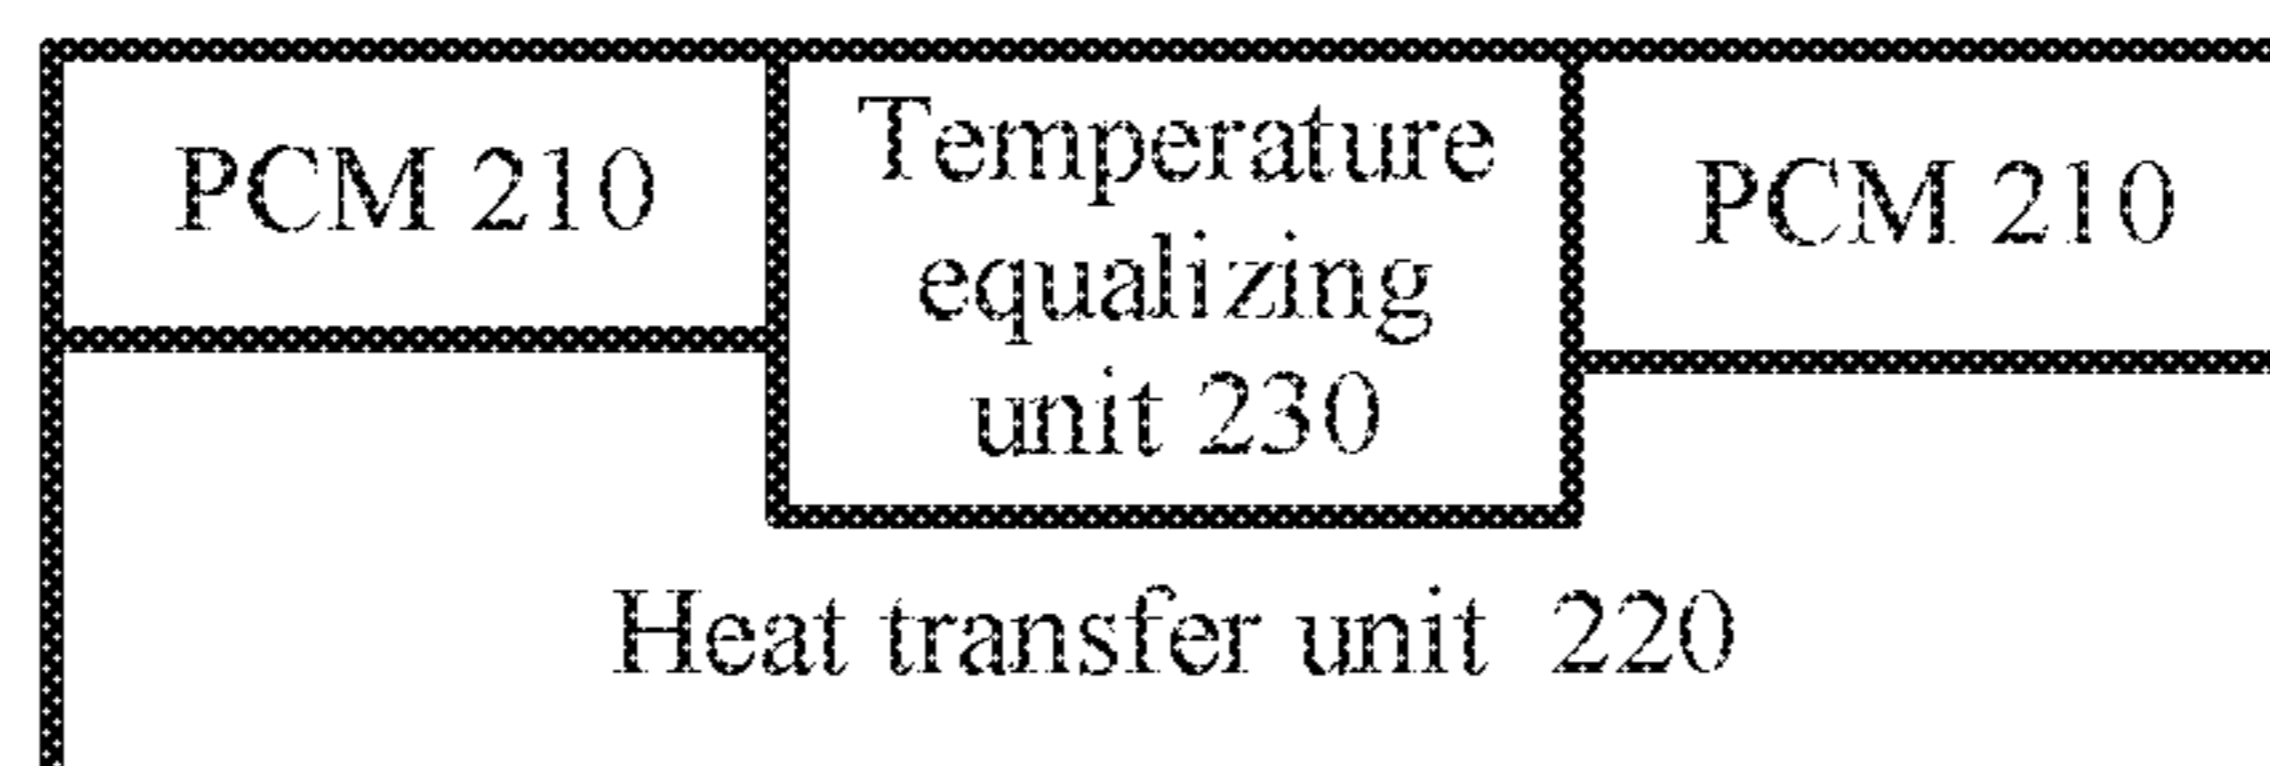 PCM 210
Temperature
equalizing
unit 230
PCM 210
Heat transfer unit 220